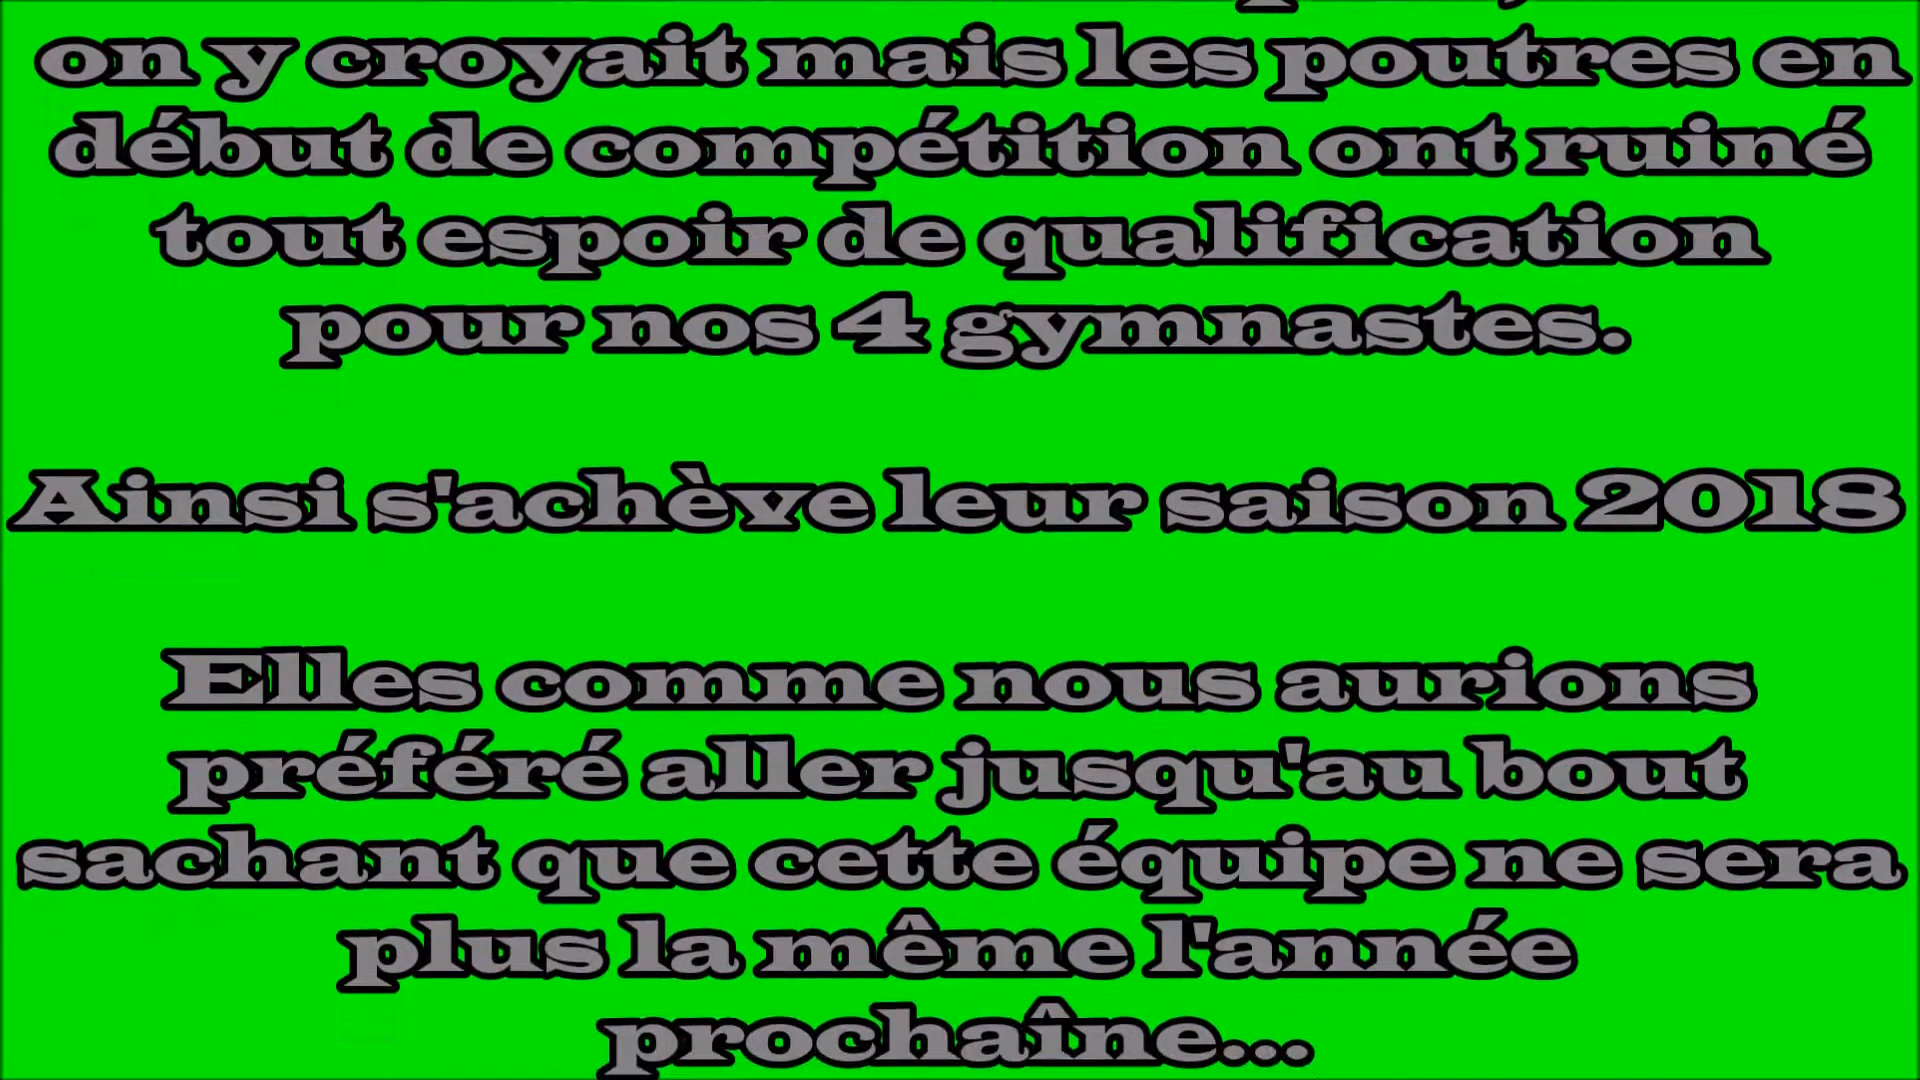 on y croyait mais les poutres en
début de compétition ont ruiné
tout espoir de qualification
pour nos 4 gymnastes.
Ainsi s'achève leur saison 2018
Elles comme nous aurions
préféré aller jusqu'au bout
sachant que cette équipe ne sera
plus la même l'année
prochaîne...